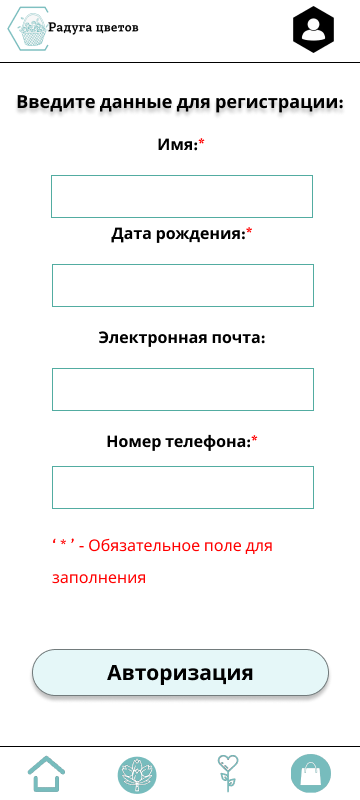 Радуга цветов
Введите данные для регистрации:
Имя:*
Дата рождения:*
Электронная почта:
Номер телефона:*
‘ * ’ - Обязательное поле для
заполнения
Авторизация